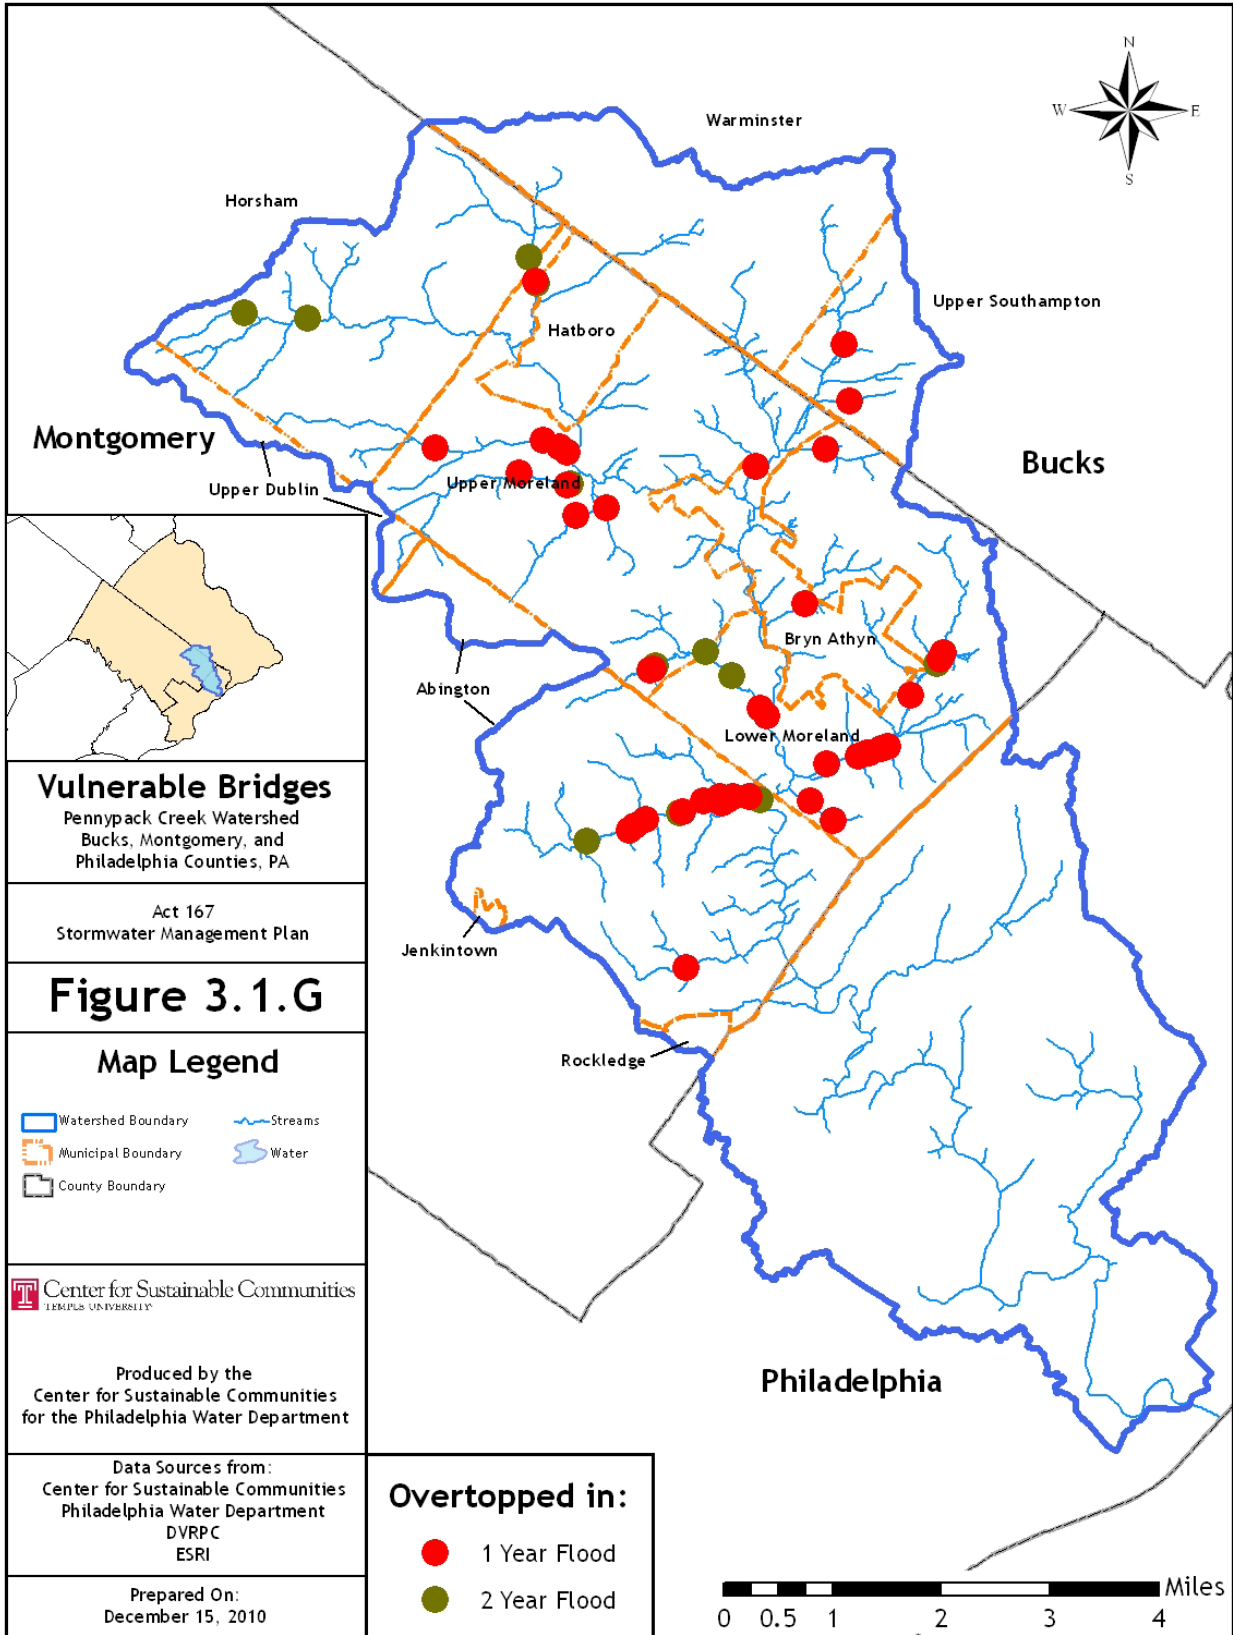 N
W
E
S
Warminster
Horsham
Upper Southampton
Hatboro
Montgomery
Bucks
Upper Dublin
Upper Moreland
Bryn Athyn
Abington
Lower Moreland
Jenkintown
Rockledge
Philadelphia
Vulnerable Bridges
Pennypack Creek Watershed
Bucks, Montgomery, and
Philadelphia Counties, PA
Act 167
Stormwater Management Plan
Figure 3.1.G
Map Legend
Watershed Boundary
Streams
Municipal Boundary
Water
County Boundary
T Center for Sustainable Communities
TEMPLE UNIVERSITY
Produced by the
Center for Sustainable Communities
for the Philadelphia Water Department
Data Sources from:
Center for Sustainable Communities
Philadelphia Water Department
DVRPC
ESRI
Prepared On:
December 15, 2010
Overtopped in:
1 Year Flood
2 Year Flood
Miles
0 0.5 1 2 3 4